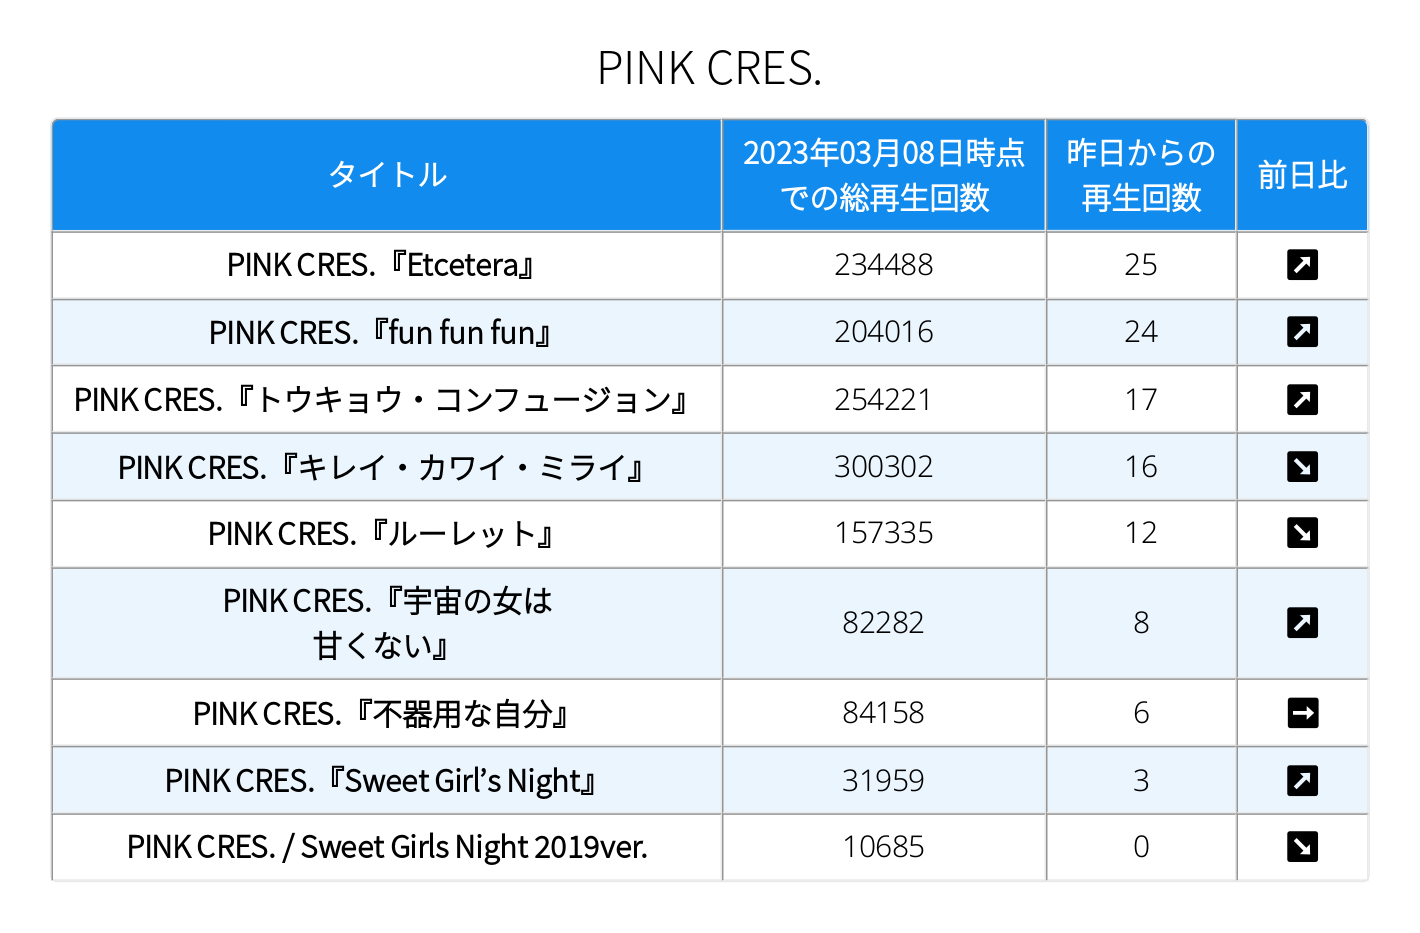 PINK CRES.
タイトル 2023年03月08日時点 昨日からの 前日比
での総再生回数 再生回数
PINK CRES.『Etcetera』 234488 25 ↗
PINK CRES.『fun fun fun』 204016 24 ↗
PINK CRES.『トウキョウ・コンフュージョン』 254221 17 ↗
PINK CRES.『キレイ・カワイ・ミライ』 300302 16 ↘
PINK CRES.『ルーレット』 157335 12 ↘
PINK CRES.『宇宙の女は 82282 8 ↗
甘くない』
PINK CRES.『不器用な自分』 84158 6 →
PINK CRES.『Sweet Girl’s Night』 31959 3 ↗
PINK CRES. / Sweet Girls Night 2019ver. 10685 0 ↘